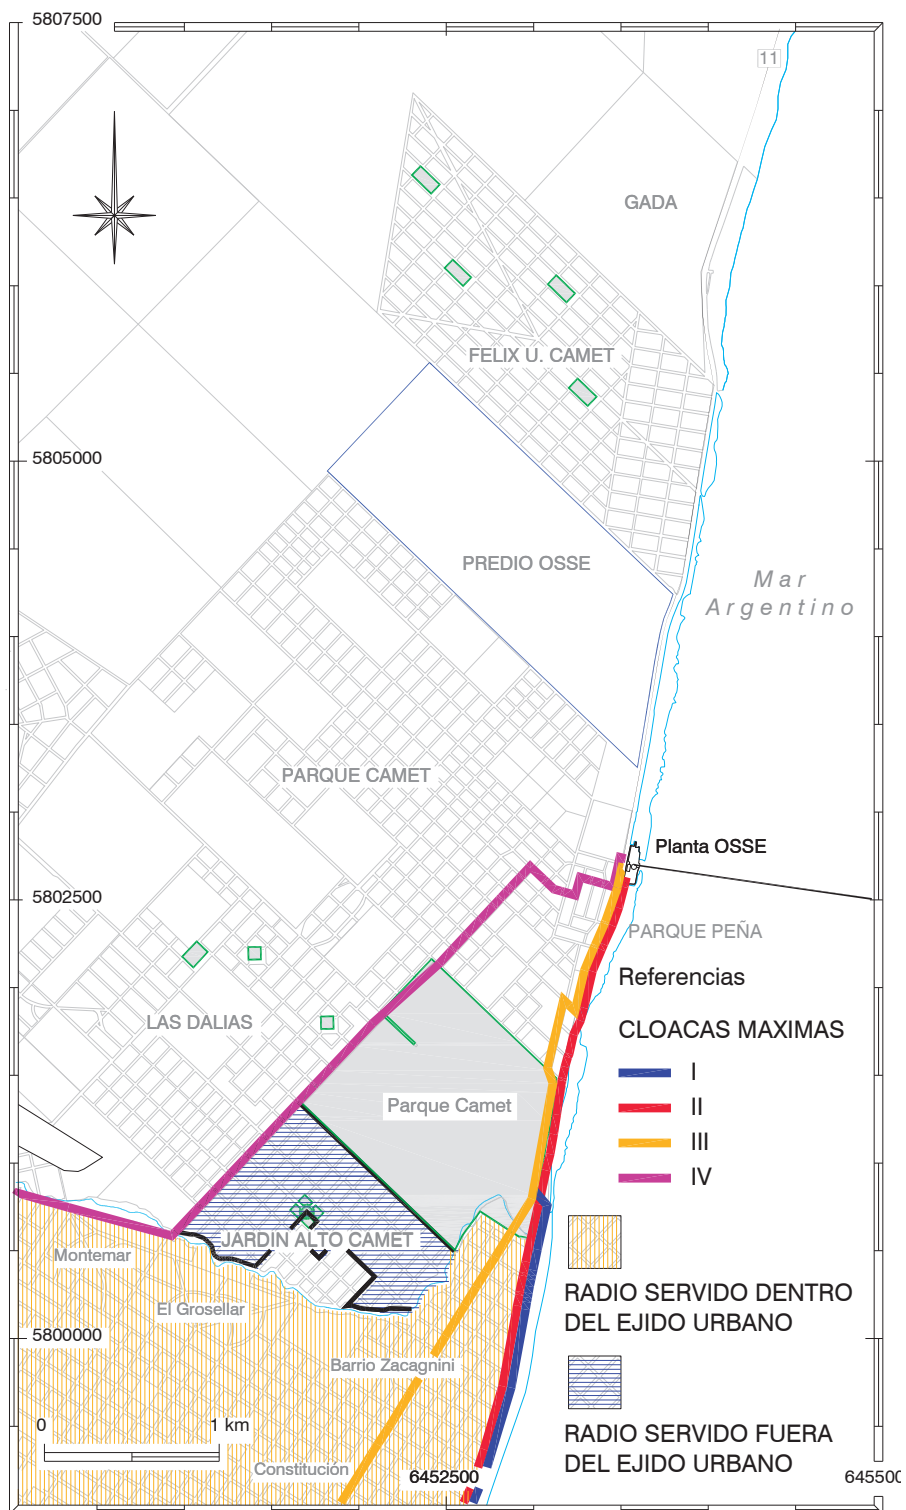 5807500
11
GADA
FELIX U. CAMET
5805000
PREDIO OSSE
Mar
Argentino
PARQUE CAMET
Planta OSSE
5802500
PARQUE PEÑA
Referencias
LAS DALIAS
CLOACAS MAXIMAS
I
Parque Camet
II
III
IV
JARDIN ALTO CAMET
Montemar
RADIO SERVIDO DENTRO
DEL EJIDO URBANO
El Grosellar
5800000
Barrio Zacagnini
0 1 km
RADIO SERVIDO FUERA
DEL EJIDO URBANO
Constitución
6452500
645500